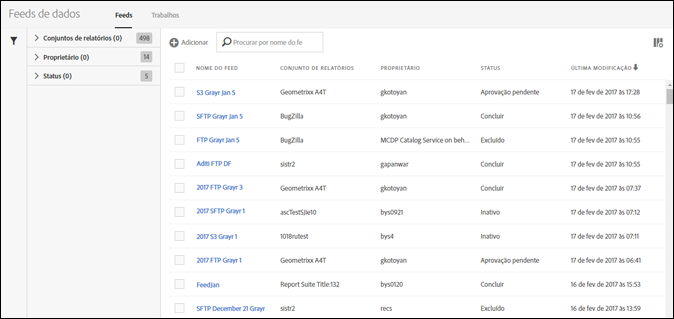 Feeds de dados Feeds Trabalhos
Conjuntos de relatórios (0) 498
Proprietário (0) 14
Status (0) 5
Adicionar Procurar por nome do fe
NOME DO FEED CONJUNTO DE RELATÓRIOS PROPRIETÁRIO STATUS ÚLTIMA MODIFICAÇÃO
S3 Grayr Jan 5 Geometrixx A4T gkotoyan Aprovação pendente 17 de fev de 2017 às 17:28
SFTP Grayr Jan 5 BugZilla gkotoyan Concluir 17 de fev de 2017 às 10:56
FTP Grayr Jan 5 BugZilla MCDP Catalog Service on beh... Excluído 17 de fev de 2017 às 10:55
Aditi FTP DF sistr2 gapanwar Concluir 17 de fev de 2017 às 10:55
2017 FTP Grayr 3 Geometrixx A4T gkotoyan Concluir 17 de fev de 2017 às 07:37
2017 SFTP Grayr 1 ascTestSJie10 bys0921 Inativo 17 de fev de 2017 às 07:12
2017 S3 Grayr 1 1018rutest bys4 Inativo 17 de fev de 2017 às 07:11
2017 FTP Grayr 1 Geometrixx A4T gkotoyan Aprovação pendente 17 de fev de 2017 às 06:41
FeedJan Report Suite Title:132 bys0120 Concluir 16 de fev de 2017 às 15:53
SFTP December 21 Grayr sistr2 recs Excluído 16 de fev de 2017 às 13:59